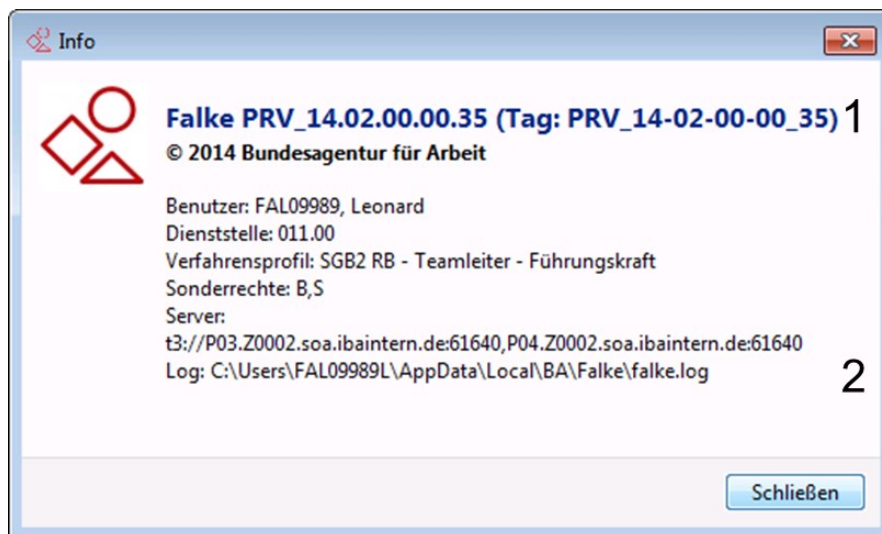 Info
Falke PRV_14.02.00.00.35 (Tag: PRV_14-02-00-00_35) 1
© 2014 Bundesagentur für Arbeit
Benutzer: FAL09989, Leonard
Dienststelle: 011.00
Verfahrensprofil: SGB2 RB - Teamleiter - Führungskraft
Sonderrechte: B,S
Server:
t3://P03.Z0002.soa.ibaintern.de:61640,P04.Z0002.soa.ibaintern.de:61640
Log: C:\Users\FAL09989L\AppData\Local\BA\Falke\falke.log 2
Schließen